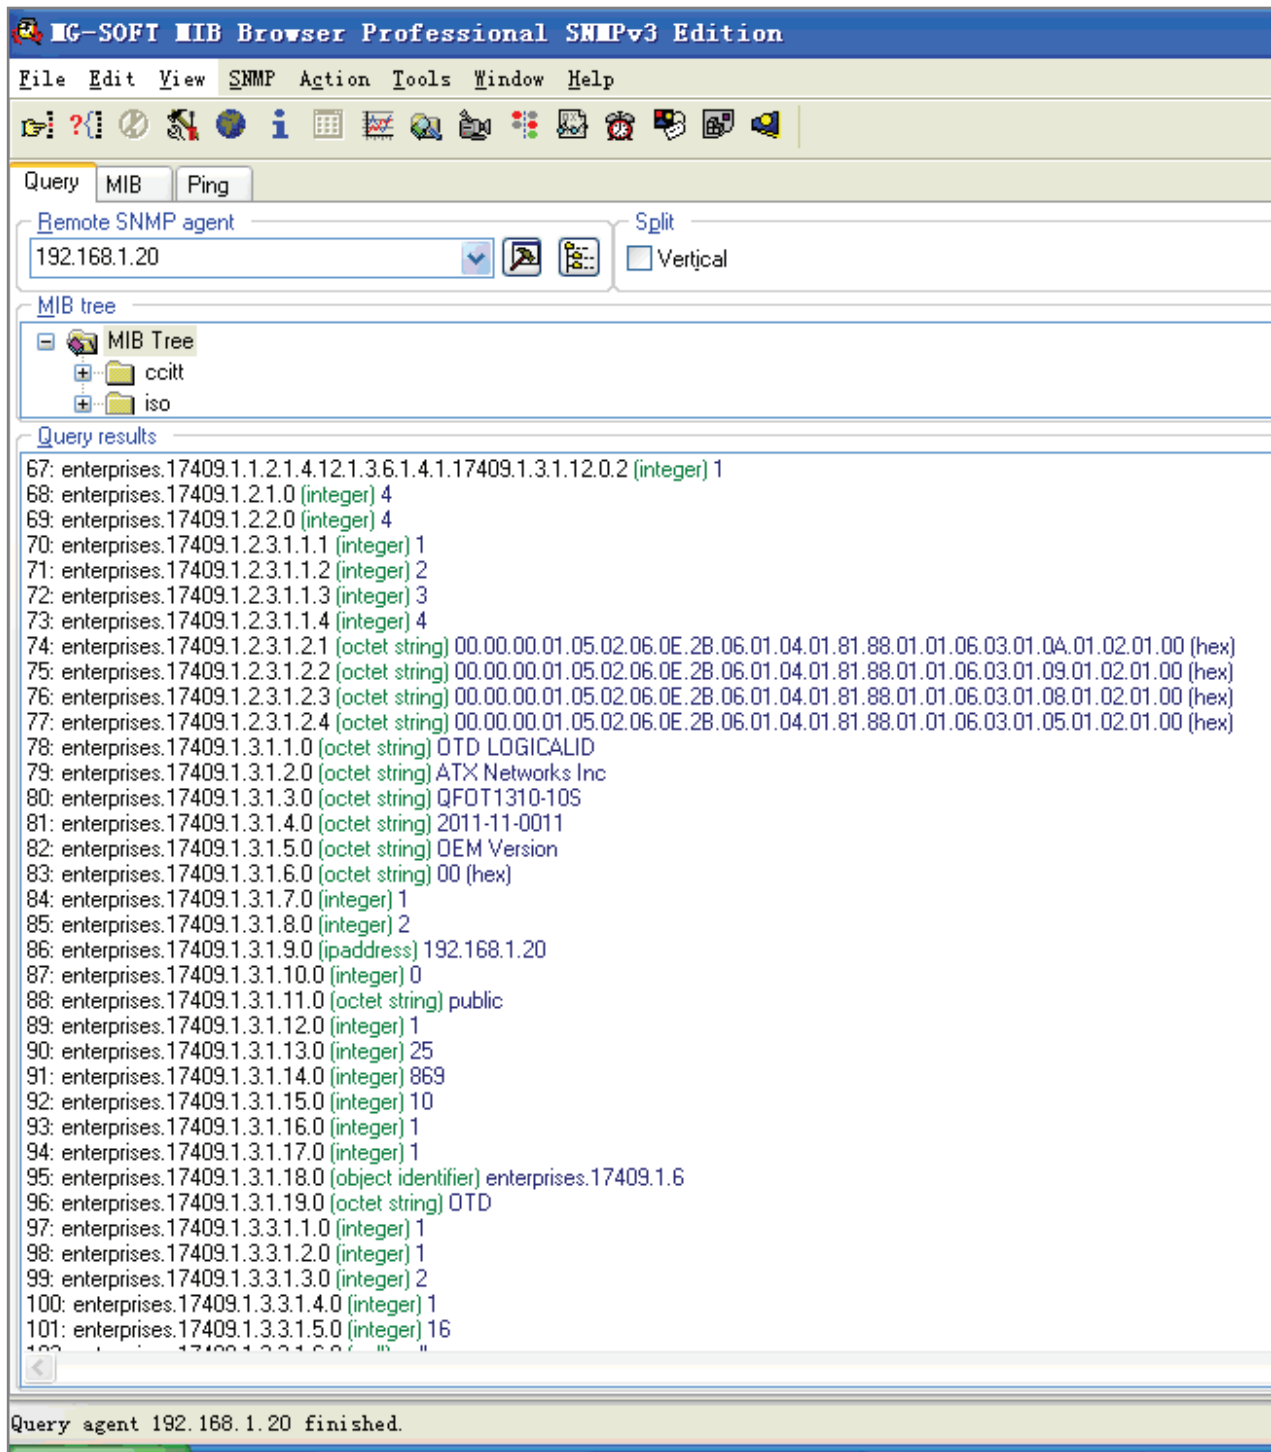 MG-SOFT MIB Browser Professional SNMPv3 Edition
File Edit View SNMP Action Tools Window Help
Query MIB Ping
Remote SNMP agent Split
192.168.1.20 Vertical
MIB tree
MIB Tree
ccitt
iso
Query results
67: enterprises.17409.1.1.2.1.4.12.1.3.6.1.4.1.17409.1.3.1.12.0.2 (integer) 1
68: enterprises.17409.1.2.1.0 (integer) 4
69: enterprises.17409.1.2.2.0 (integer) 4
70: enterprises.17409.1.2.3.1.1.1 (integer) 1
71: enterprises.17409.1.2.3.1.1.2 (integer) 2
72: enterprises.17409.1.2.3.1.1.3 (integer) 3
73: enterprises.17409.1.2.3.1.1.4 (integer) 4
74: enterprises.17409.1.2.3.1.2.1 (octet string) 00.00.00.01.05.02.06.0E.2B.06.01.04.01.81.88.01.01.06.03.01.0A.01.02.01.00 (hex)
75: enterprises.17409.1.2.3.1.2.2 (octet string) 00.00.00.01.05.02.06.0E.2B.06.01.04.01.81.88.01.01.06.03.01.09.01.02.01.00 (hex)
76: enterprises.17409.1.2.3.1.2.3 (octet string) 00.00.00.01.05.02.06.0E.2B.06.01.04.01.81.88.01.01.06.03.01.08.01.02.01.00 (hex)
77: enterprises.17409.1.2.3.1.2.4 (octet string) 00.00.00.01.05.02.06.0E.2B.06.01.04.01.81.88.01.01.06.03.01.05.01.02.01.00 (hex)
78: enterprises.17409.1.3.1.1.0 (octet string) OTD LOGICALID
79: enterprises.17409.1.3.1.2.0 (octet string) ATX Networks Inc
80: enterprises.17409.1.3.1.3.0 (octet string) QFOT1310-10S
81: enterprises.17409.1.3.1.4.0 (octet string) 2011-11-0011
82: enterprises.17409.1.3.1.5.0 (octet string) OEM Version
83: enterprises.17409.1.3.1.6.0 (octet string) 00 (hex)
84: enterprises.17409.1.3.1.7.0 (integer) 1
85: enterprises.17409.1.3.1.8.0 (integer) 2
86: enterprises.17409.1.3.1.9.0 (ipaddress) 192.168.1.20
87: enterprises.17409.1.3.1.10.0 (integer) 0
88: enterprises.17409.1.3.1.11.0 (octet string) public
89: enterprises.17409.1.3.1.12.0 (integer) 1
90: enterprises.17409.1.3.1.13.0 (integer) 25
91: enterprises.17409.1.3.1.14.0 (integer) 869
92: enterprises.17409.1.3.1.15.0 (integer) 10
93: enterprises.17409.1.3.1.16.0 (integer) 1
94: enterprises.17409.1.3.1.17.0 (integer) 1
95: enterprises.17409.1.3.1.18.0 (object identifier) enterprises.17409.1.6
96: enterprises.17409.1.3.1.19.0 (octet string) OTD
97: enterprises.17409.1.3.3.1.1.0 (integer) 1
98: enterprises.17409.1.3.3.1.2.0 (integer) 1
99: enterprises.17409.1.3.3.1.3.0 (integer) 2
100: enterprises.17409.1.3.3.1.4.0 (integer) 1
101: enterprises.17409.1.3.3.1.5.0 (integer) 16
Query agent 192.168.1.20 finished.